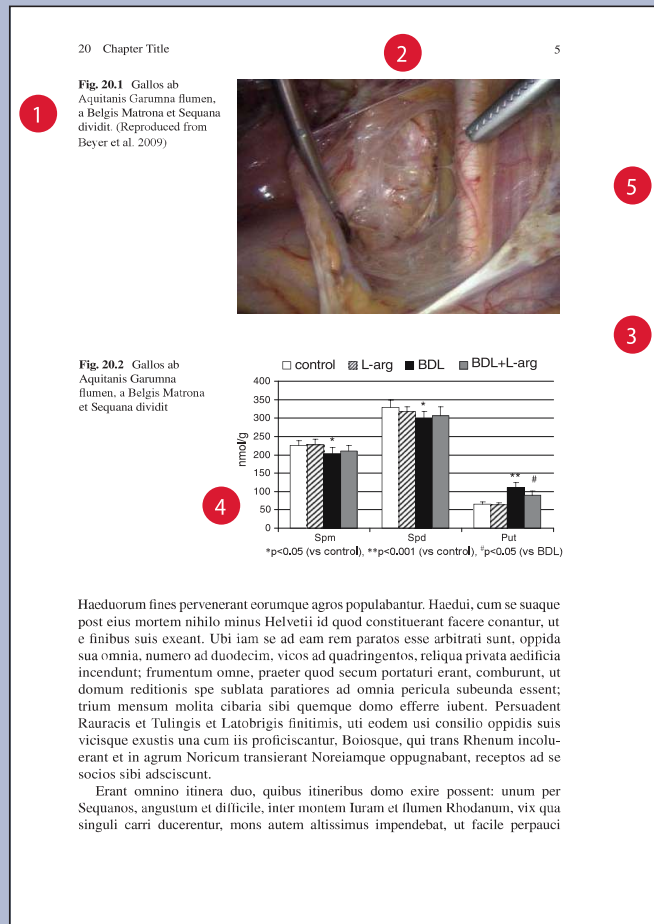 20 Chapter Title 5
2
1
Fig. 20.1 Gallos ab
Aquitanis Garumna flumen,
a Belgis Matrona et Sequana
dividit. (Reproduced from
Beyer et al. 2009)
5
3
Fig. 20.2 Gallos ab
Aquitanis Garumna
flumen, a Belgis Matrona
et Sequana dividit
control L-arg BDL BDL+L-arg
400
350
300
250
200
150
100
50
0
nmol/g
*
*
**
#
4
Spm Spd Put
*p<0.05 (vs control), **p<0.001 (vs control), #p<0.05 (vs BDL)
Haeduorum fines pervenerant eorumque agros populabantur. Haedui, cum se suaque
post eius mortem nihilo minus Helvetii id quod constituerant facere conantur, ut
e finibus suis exeant. Ubi iam se ad eam rem paratos esse arbitrati sunt, oppida
sua omnia, numero ad duodecim, vicos ad quadringentos, reliqua privata aedificia
incendunt; frumentum omne, praeter quod secum portaturi erant, comburunt, ut
domum reditionis spe sublata paratiores ad omnia pericula subeunda essent;
trium mensum molita cibaria sibi quemque domo efferre iubent. Persuadent
Rauracis et Tulingis et Latobrigis finitimis, uti eodem usi consilio oppidis suis
vicisque exustis una cum iis proficiscantur, Boiosque, qui trans Rhenum incolu-
erant et in agrum Noricum transierant Noreiamque oppugnabant, receptos ad se
socios sibi adsciscunt.
Erant omnino itinera duo, quibus itineribus domo exire possent: unum per
Sequanos, angustum et difficile, inter montem Iuram et flumen Rhodanum, vix qua
singuli carri ducerentur, mons autem altissimus impendebat, ut facile perpauci